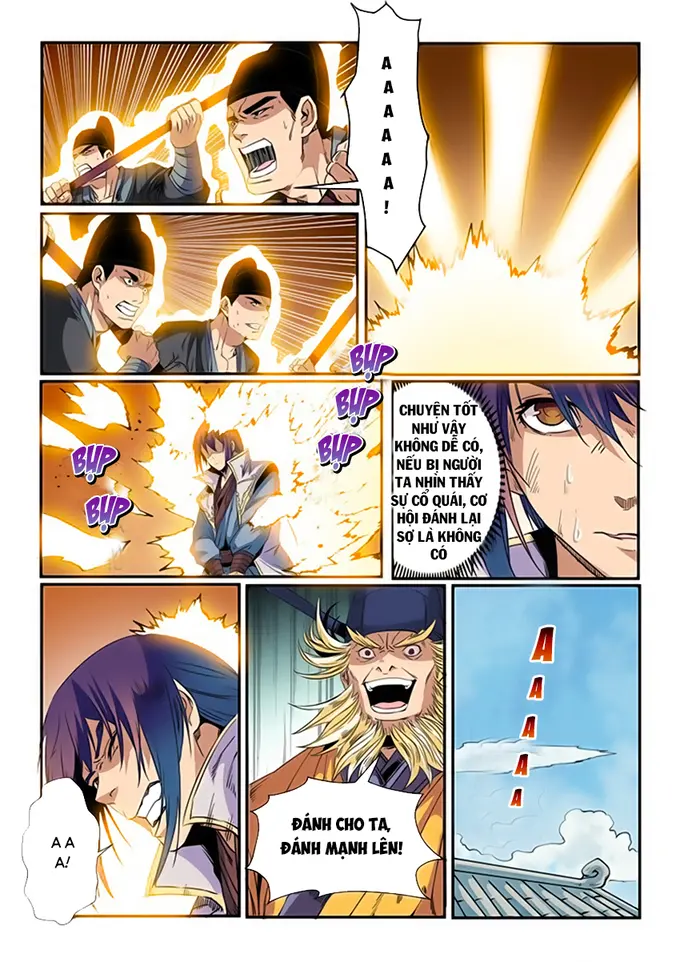 A
A
A
A
A
A
A!
BỤP
BỤP
BỤP
BỤP
BỤP
CHUYỆN TỐT
NHƯ VẬY
KHÔNG DỄ CÓ,
NẾU BỊ NGƯỜI
TA NHÌN THẤY
SỰ CỔ QUÁI, CƠ
HỘI ĐÁNH LẠI
SỢ LÀ KHÔNG
CÓ
A A
A!
ĐÁNH CHO TA,
ĐÁNH MẠNH LÊN!
A
A
A
A
A